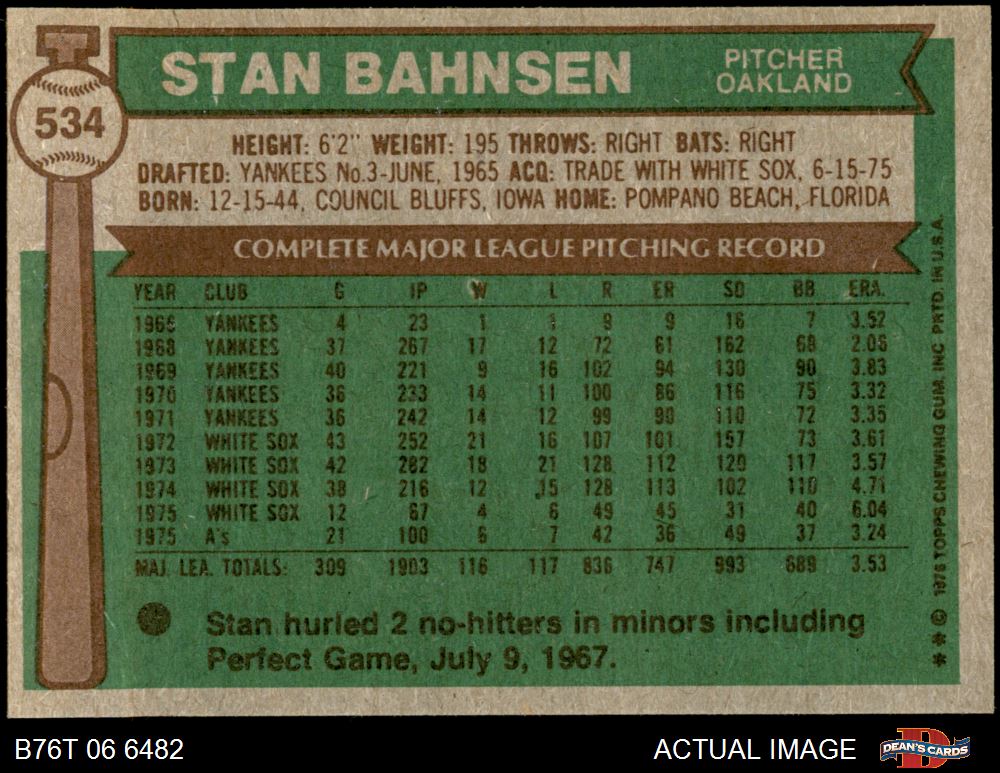 534
STAN BAHNSEN
PITCHER
OAKLAND
HEIGHT: 6'2" WEIGHT: 195 THROWS: RIGHT BATS: RIGHT
DRAFTED: YANKEES No.3-JUNE, 1965 ACQ: TRADE WITH WHITE SOX, 6-15-75
BORN: 12-15-44, COUNCIL BLUFFS, IOWA HOME: POMPANO BEACH, FLORIDA
COMPLETE MAJOR LEAGUE PITCHING RECORD
YEAR CLUB G IP W L R ER SO BB ERA.
1966 YANKEES 4 23 1 1 9 9 16 7 3.52
1968 YANKEES 37 267 17 12 72 61 162 68 2.06
1969 YANKEES 40 221 9 16 102 94 130 90 3.83
1970 YANKEES 36 233 14 11 100 86 116 75 3.32
1971 YANKEES 36 242 14 12 99 90 110 72 3.35
1972 WHITE SOX 43 252 21 16 107 101 157 73 3.61
1973 WHITE SOX 42 282 18 21 128 112 120 117 3.57
1974 WHITE SOX 38 216 12 15 128 113 102 110 4.71
1975 WHITE SOX 12 67 4 6 49 45 31 40 6.04
1975 A's 21 100 6 7 42 36 49 37 3.24
MAJ. LEA. TOTALS: 309 1903 116 117 836 747 993 689 3.53
Stan hurled 2 no-hitters in minors including
Perfect Game, July 9, 1967.
** © 1976 TOPPS CHEWING GUM, INC PRTD. IN U.S.A.
B76T 06 6482
ACTUAL IMAGE
DEAN'S CARDS